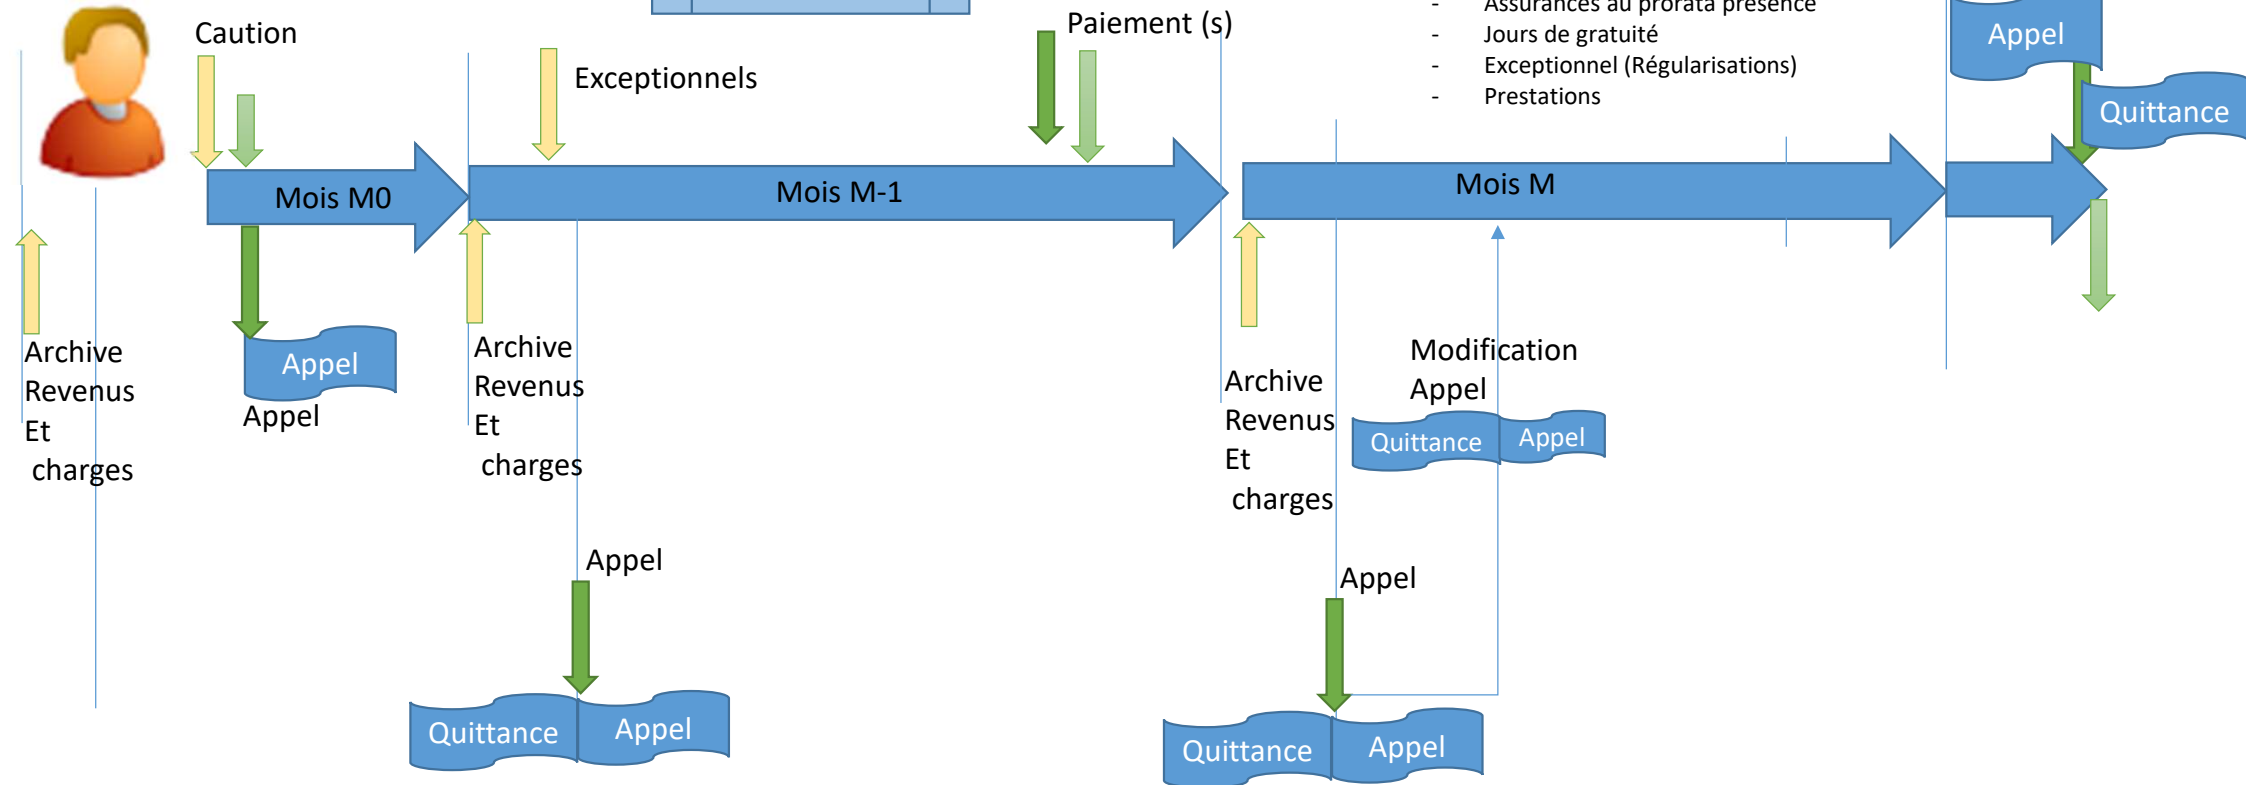 Caution
Exceptionnels
Paiement (s)
- Assurances au prorata présence
- Jours de gratuité
- Exceptionnel (Régularisations)
- Prestations
Appel
Quittance
Mois M0
Mois M-1
Mois M
Archive
Revenus
Et
charges
Appel
Appel
Archive
Revenus
Et
charges
Archive
Revenus
Et
charges
Modification
Appel
Quittance
Appel
Appel
Quittance
Appel
Appel
Quittance
Appel